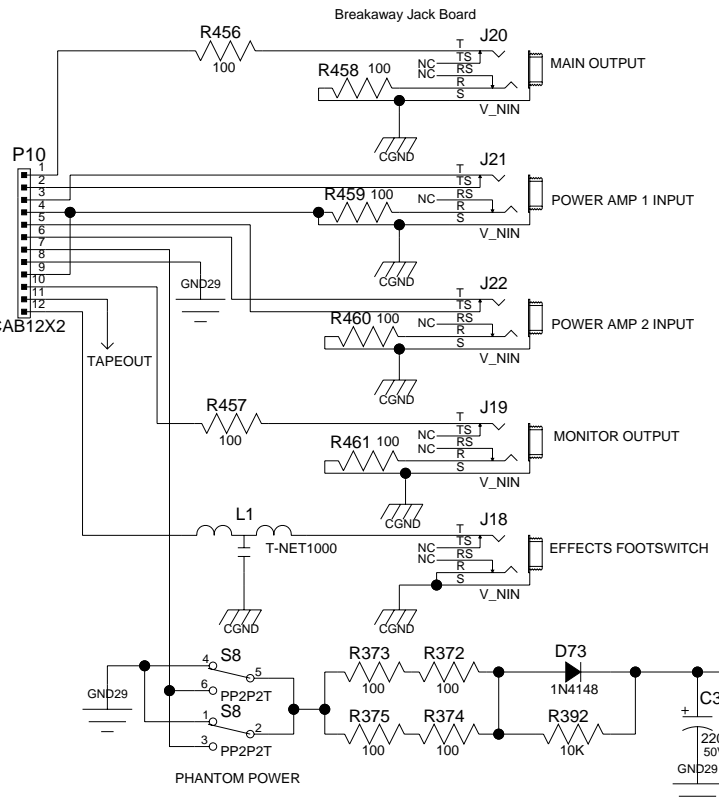 Breakaway Jack Board
R456
100
J20
T
TS
NC
RS
NC
R
S
MAIN OUTPUT
V_NIN
R458
100
CGND
P10
1
2
3
4
5
6
7
8
9
10
11
12
J21
T
TS
RS
NC
R
S
POWER AMP 1 INPUT
V_NIN
R459 100
CGND
GND29
J22
T
TS
RS
NC
R
S
POWER AMP 2 INPUT
V_NIN
R460 100
CGND
CAB12X2
TAPEOUT
R457
100
J19
T
TS
NC
RS
NC
R
S
MONITOR OUTPUT
V_NIN
R461 100
CGND
L1
T-NET1000
CGND
J18
T
TS
NC
RS
NC
R
S
EFFECTS FOOTSWITCH
V_NIN
CGND
S8
4
5
6
PP2P2T
GND29
S8
1
2
3
PP2P2T
PHANTOM POWER
R373
100
R372
100
R375
100
R374
100
D73
1N4148
R392
10K
C3
+
220
50V
GND29